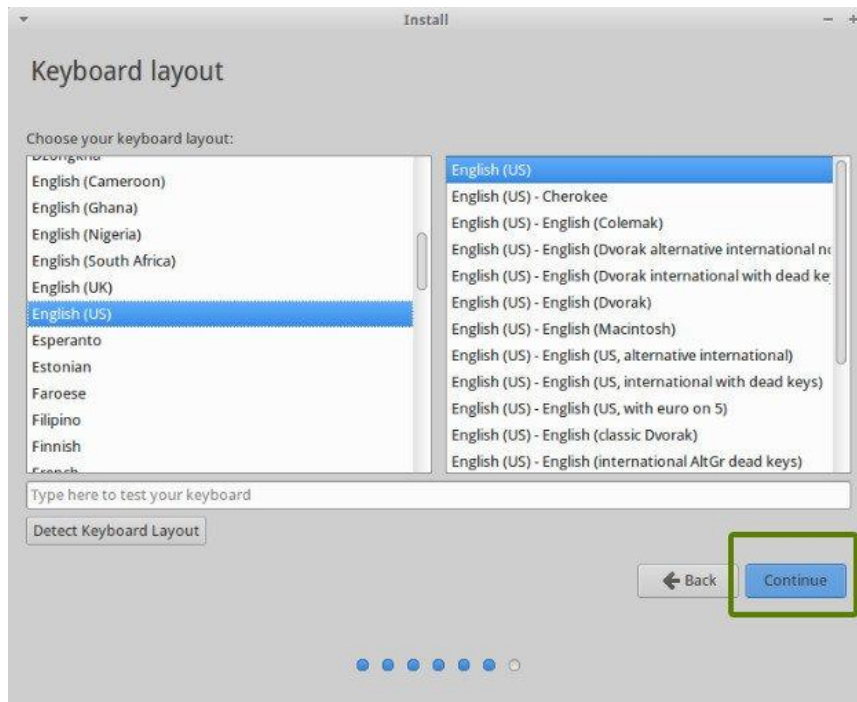 Install
Keyboard layout
Choose your keyboard layout:
Dzongkha
English (Cameroon)
English (Ghana)
English (Nigeria)
English (South Africa)
English (UK)
English (US)
Esperanto
Estonian
Faroese
Filipino
Finnish
French
English (US)
English (US) - Cherokee
English (US) - English (Colemak)
English (US) - English (Dvorak alternative international no
English (US) - English (Dvorak international with dead ke
English (US) - English (Dvorak)
English (US) - English (Macintosh)
English (US) - English (US, alternative international)
English (US) - English (US, international with dead keys)
English (US) - English (US, with euro on 5)
English (US) - English (classic Dvorak)
English (US) - English (international AltGr dead keys)
Type here to test your keyboard
Detect Keyboard Layout
Back
Continue